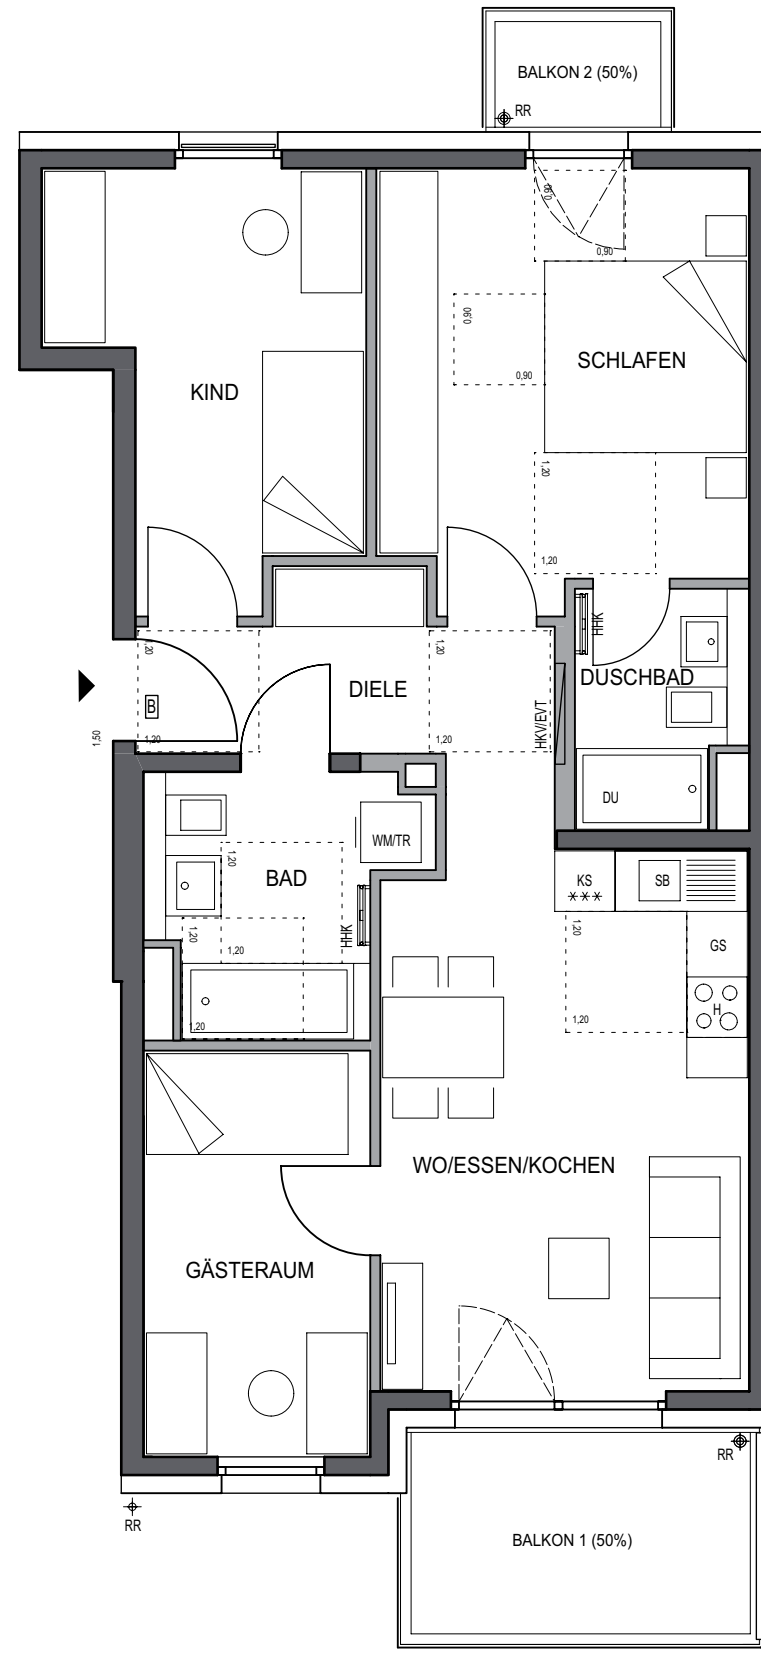 BALKON 2 (50%)
RR
0,90
0,90
0,90
0,90
SCHLAFEN
KIND
1,20
1,20
HHK
DUSCHBAD
1,20
1,20
DIELE
B
1,20
1,20
1,50
HKV/EVT
DU
WM/TR
1,20
BAD
KS
***
SB
1,20
1,20
HHK
1,20
1,20
GS
H
1,20
1,20
WO/ESSEN/KOCHEN
GÄSTERAUM
RR
RR
BALKON 1 (50%)